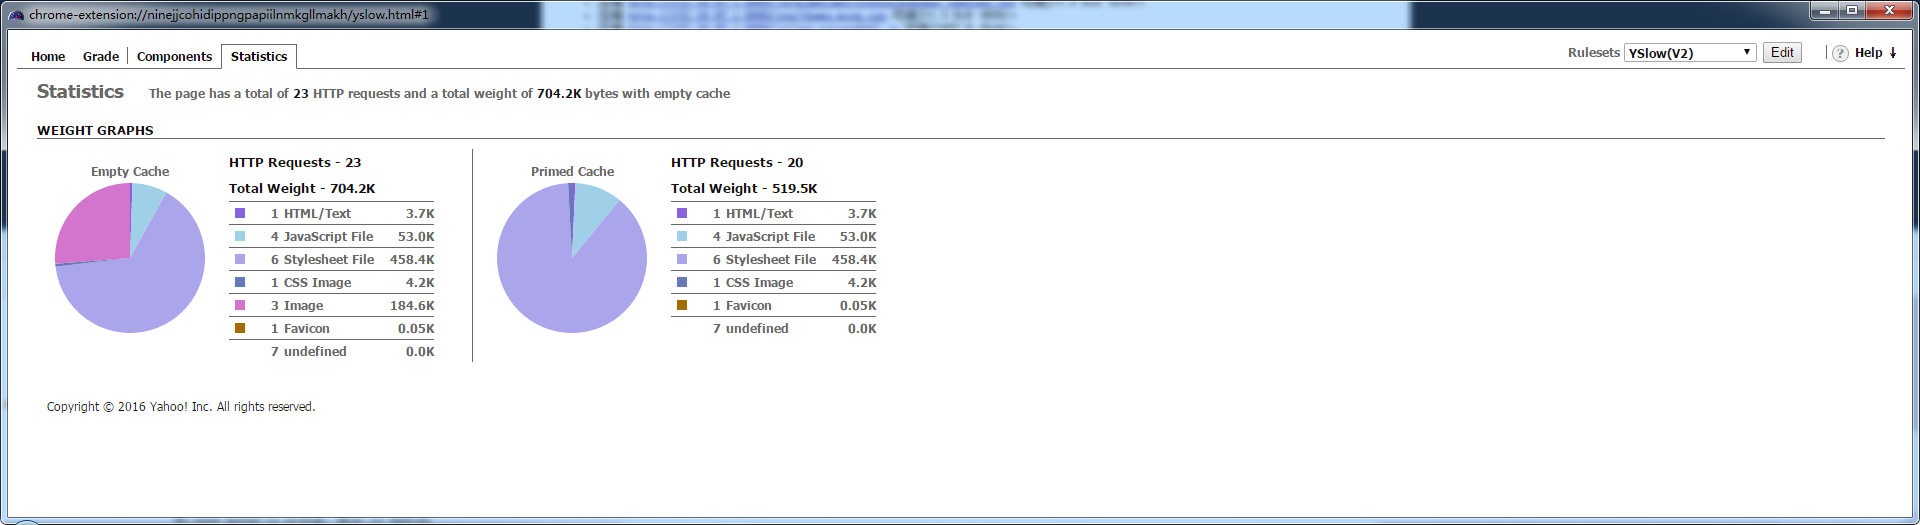 chrome-extension://ninejjcohidippngpapiilnmkgllmakh/yslow.html#1
Home Grade Components Statistics
Rulesets YSlow(V2) Edit ? Help
Statistics The page has a total of 23 HTTP requests and a total weight of 704.2K bytes with empty cache
WEIGHT GRAPHS
Empty Cache
HTTP Requests - 23
Total Weight - 704.2K
1 HTML/Text 3.7K
4 JavaScript File 53.0K
6 Stylesheet File 458.4K
1 CSS Image 4.2K
3 Image 184.6K
1 Favicon 0.05K
7 undefined 0.0K
Primed Cache
HTTP Requests - 20
Total Weight - 519.5K
1 HTML/Text 3.7K
4 JavaScript File 53.0K
6 Stylesheet File 458.4K
1 CSS Image 4.2K
1 Favicon 0.05K
7 undefined 0.0K
Copyright © 2016 Yahoo! Inc. All rights reserved.